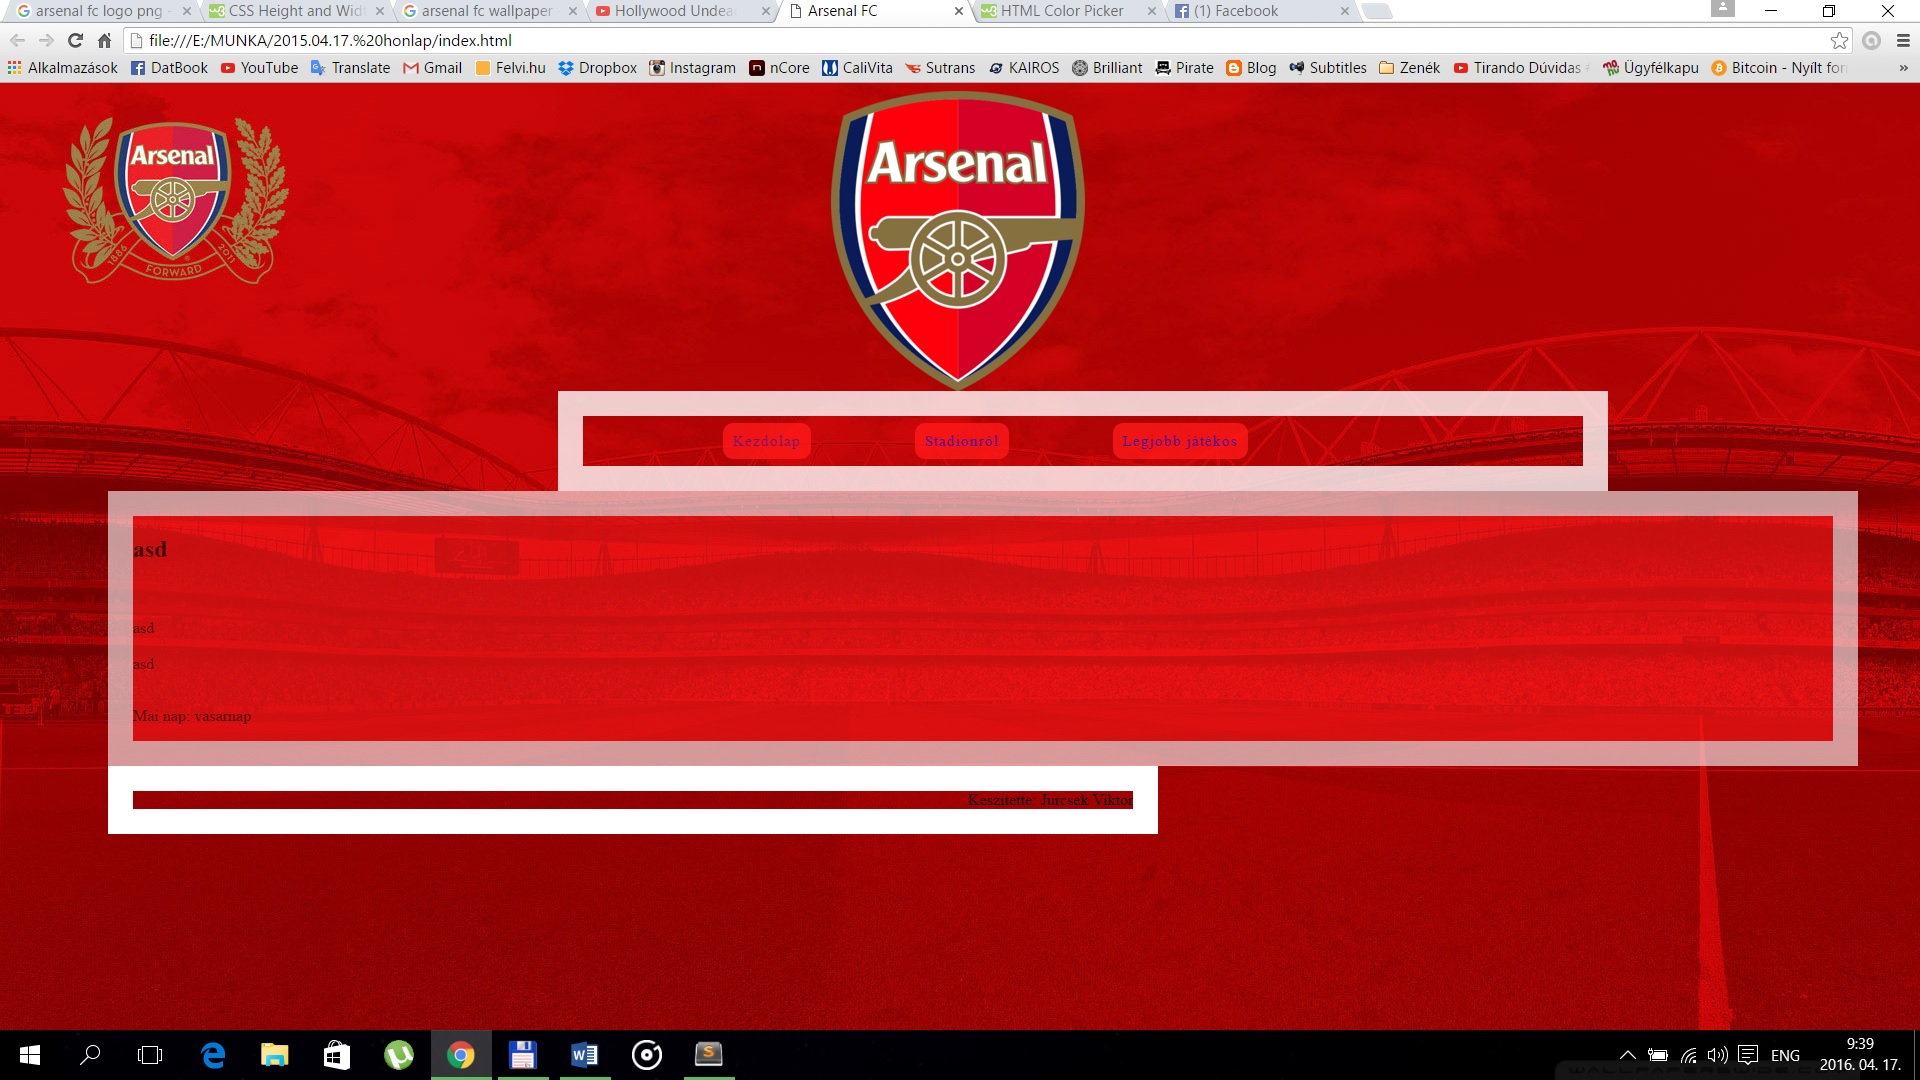 arsenal fc logo png -
CSS Height and Widt
arsenal fc wallpaper
Hollywood Undea
Arsenal FC
HTML Color Picker
(1) Facebook
file:///E:/MUNKA/2015.04.17.%20honlap/index.html
Alkalmazások DatBook YouTube Translate Gmail Felvi.hu Dropbox Instagram nCore CaliVita Sutrans KAIROS Brilliant Pirate Blog Subtitles Zenék Tirando Dúvidas Ügyfélkapu Bitcoin - Nyílt for »
Arsenal
1886 FORWARD 2011
Arsenal
Kezdolap Stadionról Legjobb játékos
asd
asd
asd
Mai nap: vasarnap
Keszitette: Jurcsek Viktor
ENG
9:39
2016. 04. 17.